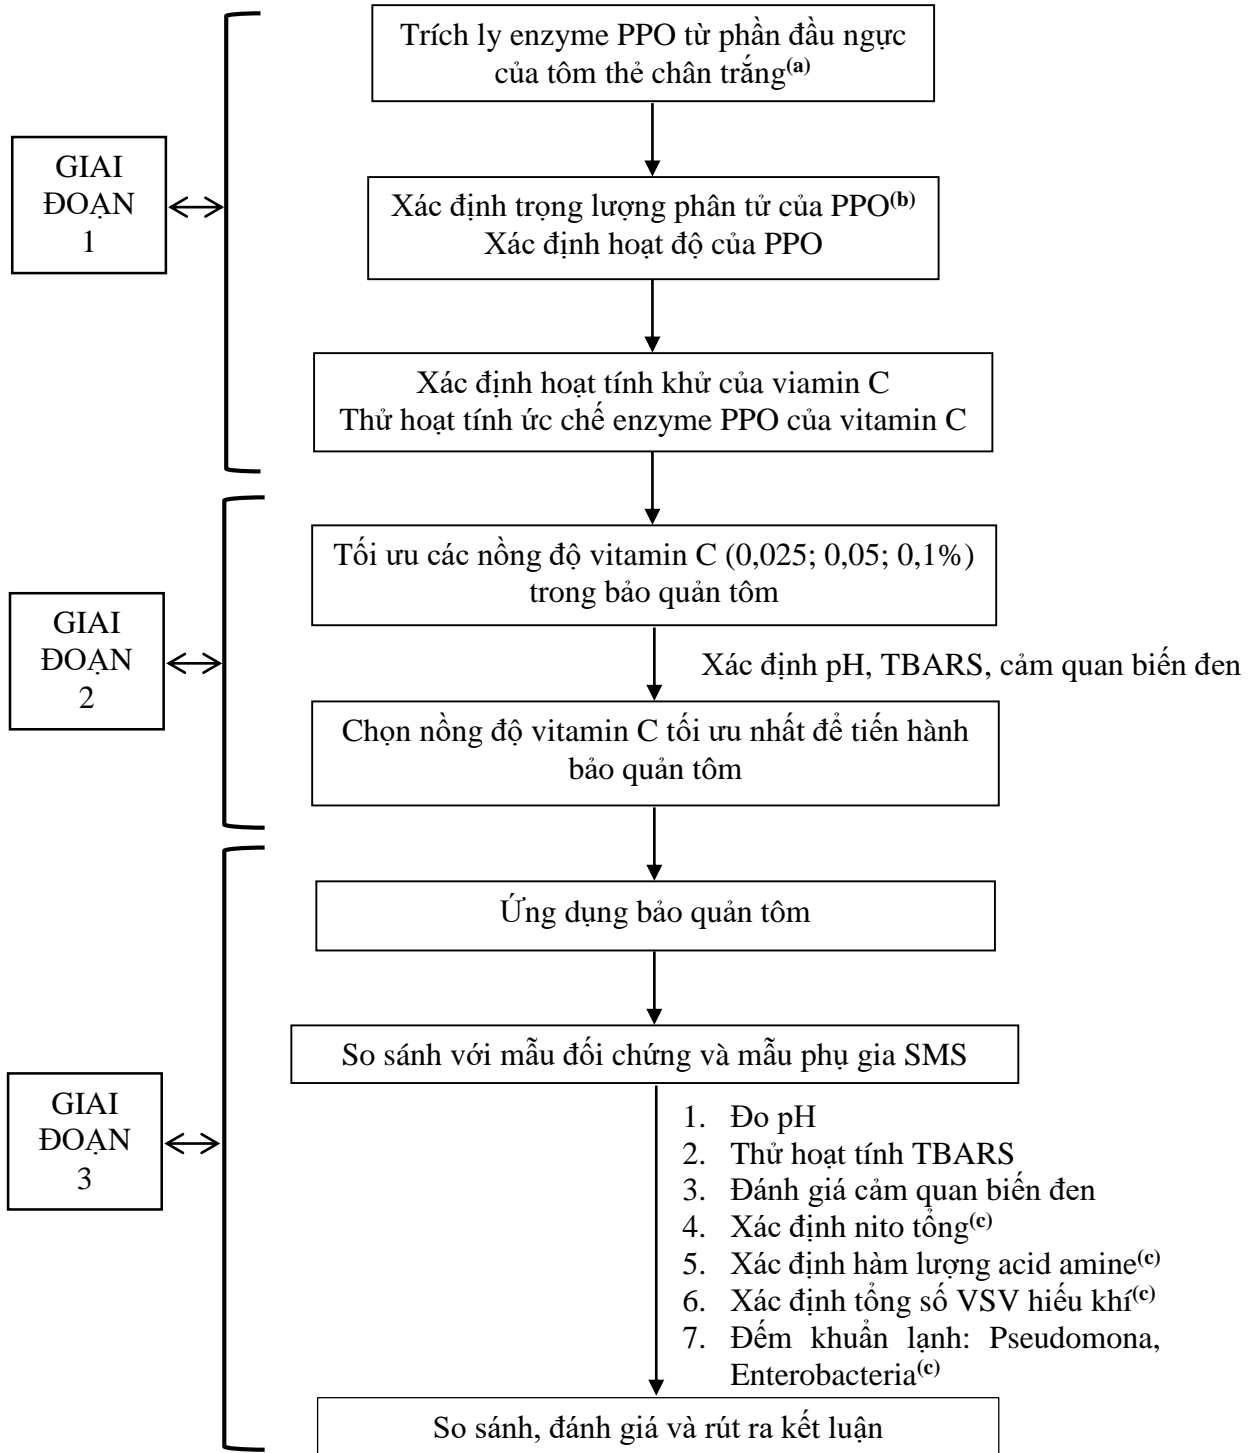 Trích ly enzyme PPO từ phần đầu ngực
của tôm thẻ chân trắng(a)
GIAI
ĐOẠN
1
Xác định trọng lượng phân tử của PPO(b)
Xác định hoạt độ của PPO
Xác định hoạt tính khử của viamin C
Thử hoạt tính ức chế enzyme PPO của vitamin C
Tối ưu các nồng độ vitamin C (0,025; 0,05; 0,1%)
trong bảo quản tôm
GIAI
ĐOẠN
2
Xác định pH, TBARS, cảm quan biến đen
Chọn nồng độ vitamin C tối ưu nhất để tiến hành
bảo quản tôm
Ứng dụng bảo quản tôm
So sánh với mẫu đối chứng và mẫu phụ gia SMS
GIAI
ĐOẠN
3
1. Đo pH
2. Thử hoạt tính TBARS
3. Đánh giá cảm quan biến đen
4. Xác định nito tổng(c)
5. Xác định hàm lượng acid amine(c)
6. Xác định tổng số VSV hiếu khí(c)
7. Đếm khuẩn lạnh: Pseudomona,
Enterobacteria(c)
So sánh, đánh giá và rút ra kết luận